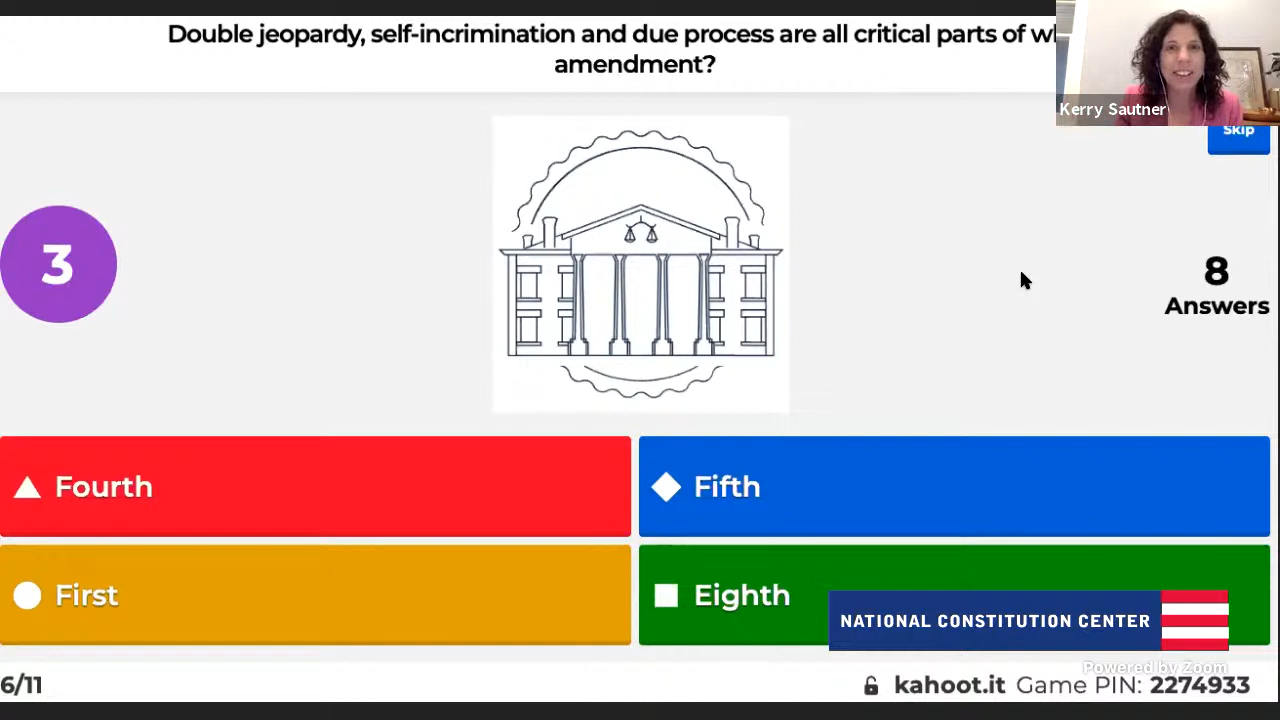 Double jeopardy, self-incrimination and due process are all critical parts of wh
amendment?
Kerry Sautner
Skip
3
8
Answers
Fourth
Fifth
First
Eighth
NATIONAL CONSTITUTION CENTER
Powered by Zoom
6/11
kahoot.it Game PIN: 2274933